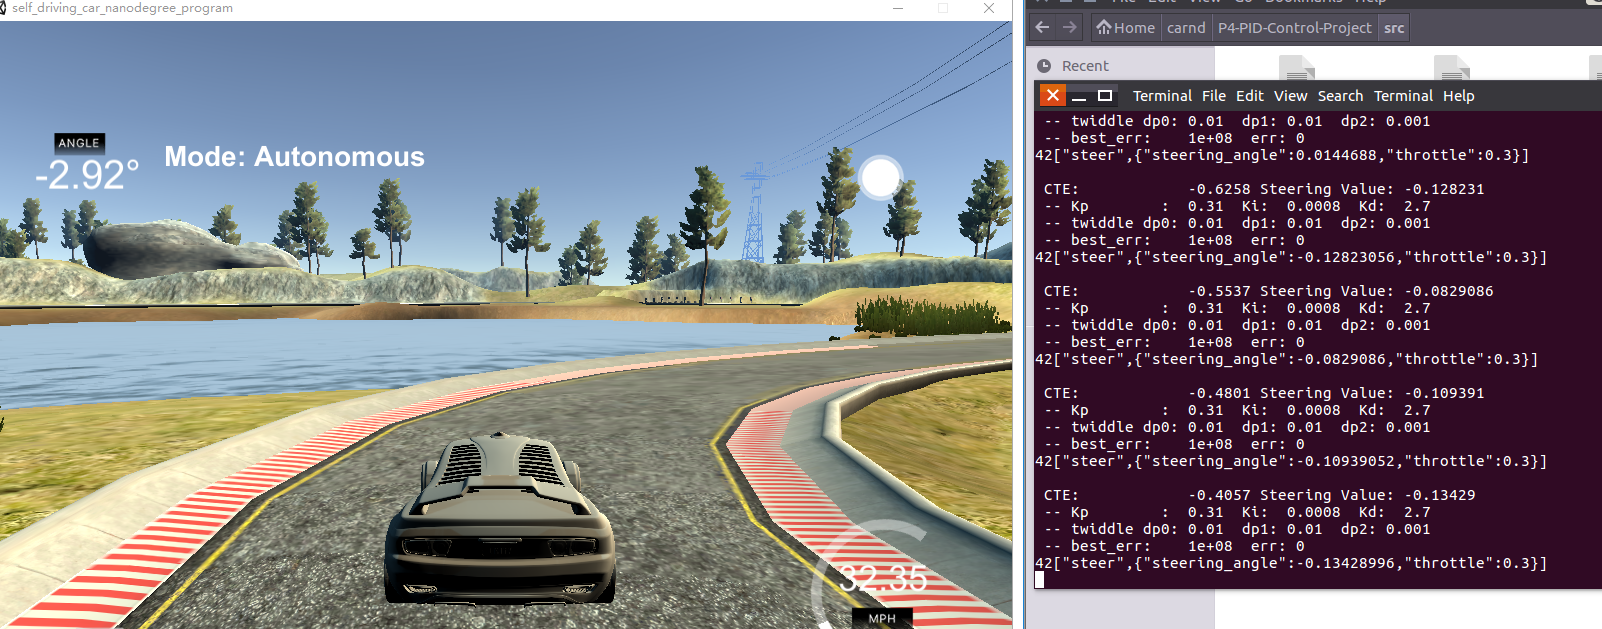 self_driving_car_nanodegree_program
ANGLE
-2.92°
Mode: Autonomous
32.35
MPH
File Edit View Go Bookmarks Help
Home carnd P4-PID-Control-Project src
Recent
Terminal File Edit View Search Terminal Help
-- twiddle dp0: 0.01 dp1: 0.01 dp2: 0.001
-- best_err: 1e+08 err: 0
42["steer",{"steering_angle":0.0144688,"throttle":0.3}]
CTE: -0.6258 Steering Value: -0.128231
-- Kp : 0.31 Ki: 0.0008 Kd: 2.7
-- twiddle dp0: 0.01 dp1: 0.01 dp2: 0.001
-- best_err: 1e+08 err: 0
42["steer",{"steering_angle":-0.12823056,"throttle":0.3}]
CTE: -0.5537 Steering Value: -0.0829086
-- Kp : 0.31 Ki: 0.0008 Kd: 2.7
-- twiddle dp0: 0.01 dp1: 0.01 dp2: 0.001
-- best_err: 1e+08 err: 0
42["steer",{"steering_angle":-0.0829086,"throttle":0.3}]
CTE: -0.4801 Steering Value: -0.109391
-- Kp : 0.31 Ki: 0.0008 Kd: 2.7
-- twiddle dp0: 0.01 dp1: 0.01 dp2: 0.001
-- best_err: 1e+08 err: 0
42["steer",{"steering_angle":-0.10939052,"throttle":0.3}]
CTE: -0.4057 Steering Value: -0.13429
-- Kp : 0.31 Ki: 0.0008 Kd: 2.7
-- twiddle dp0: 0.01 dp1: 0.01 dp2: 0.001
-- best_err: 1e+08 err: 0
42["steer",{"steering_angle":-0.13428996,"throttle":0.3}]